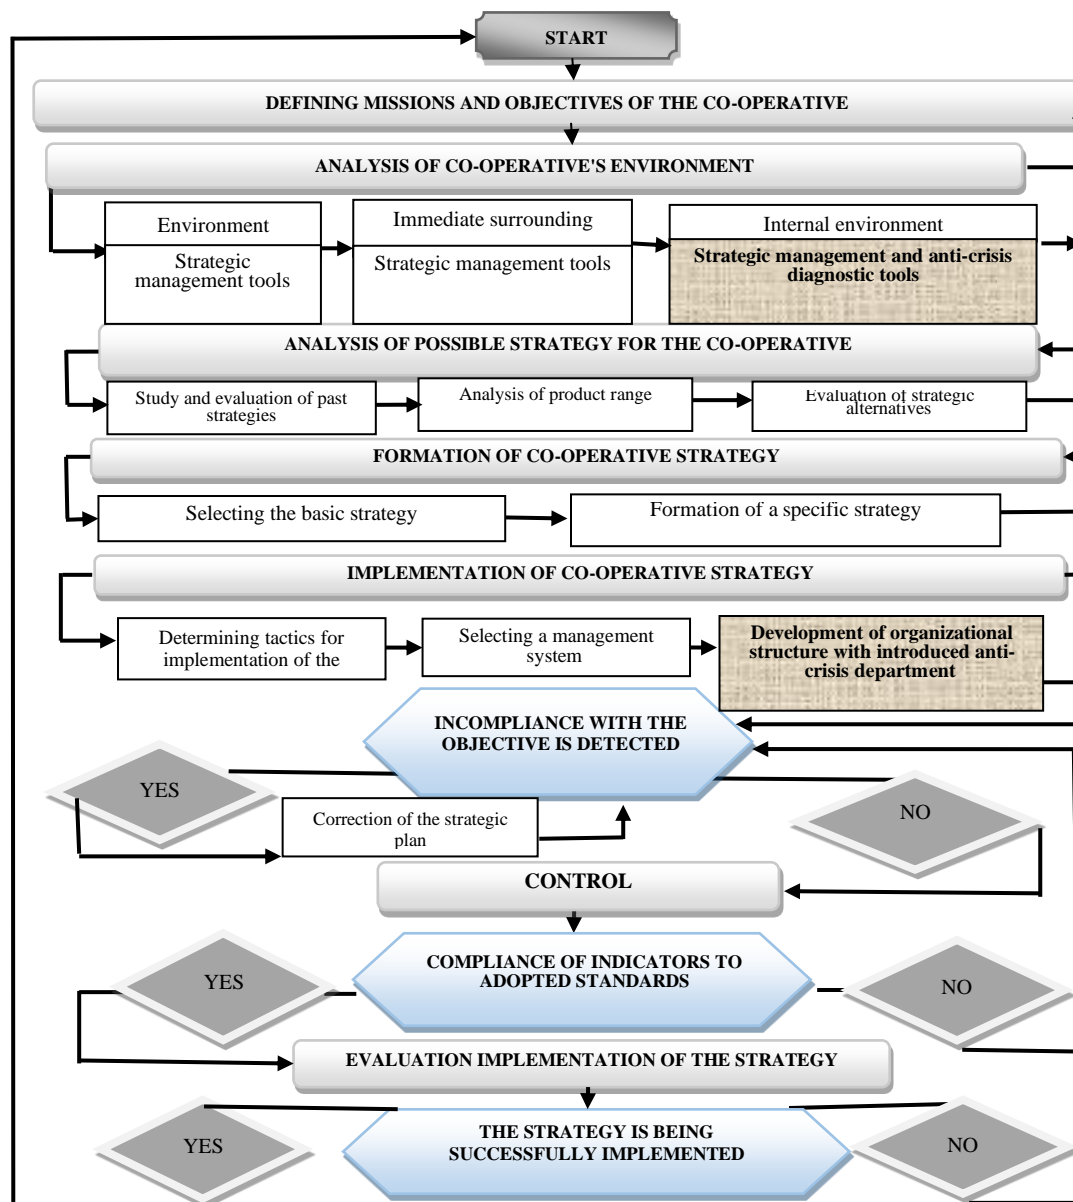 START
DEFINING MISSIONS AND OBJECTIVES OF THE CO-OPERATIVE
ANALYSIS OF CO-OPERATIVE'S ENVIRONMENT
Environment
Strategic
management tools
Immediate surrounding
Strategic management tools
Internal environment
Strategic management and anti-crisis
diagnostic tools
ANALYSIS OF POSSIBLE STRATEGY FOR THE CO-OPERATIVE
Study and evaluation of past
strategies
Analysis of product range
Evaluation of strategic
alternatives
FORMATION OF CO-OPERATIVE STRATEGY
Selecting the basic strategy
Formation of a specific strategy
IMPLEMENTATION OF CO-OPERATIVE STRATEGY
Determining tactics for
implementation of the
Selecting a management
system
Development of organizational
structure with introduced anti-
crisis department
INCOMPLIANCE WITH THE
OBJECTIVE IS DETECTED
YES
NO
Correction of the strategic
plan
CONTROL
COMPLIANCE OF INDICATORS TO
ADOPTED STANDARDS
YES
NO
EVALUATION IMPLEMENTATION OF THE STRATEGY
THE STRATEGY IS BEING
SUCCESSFULLY IMPLEMENTED
YES
NO